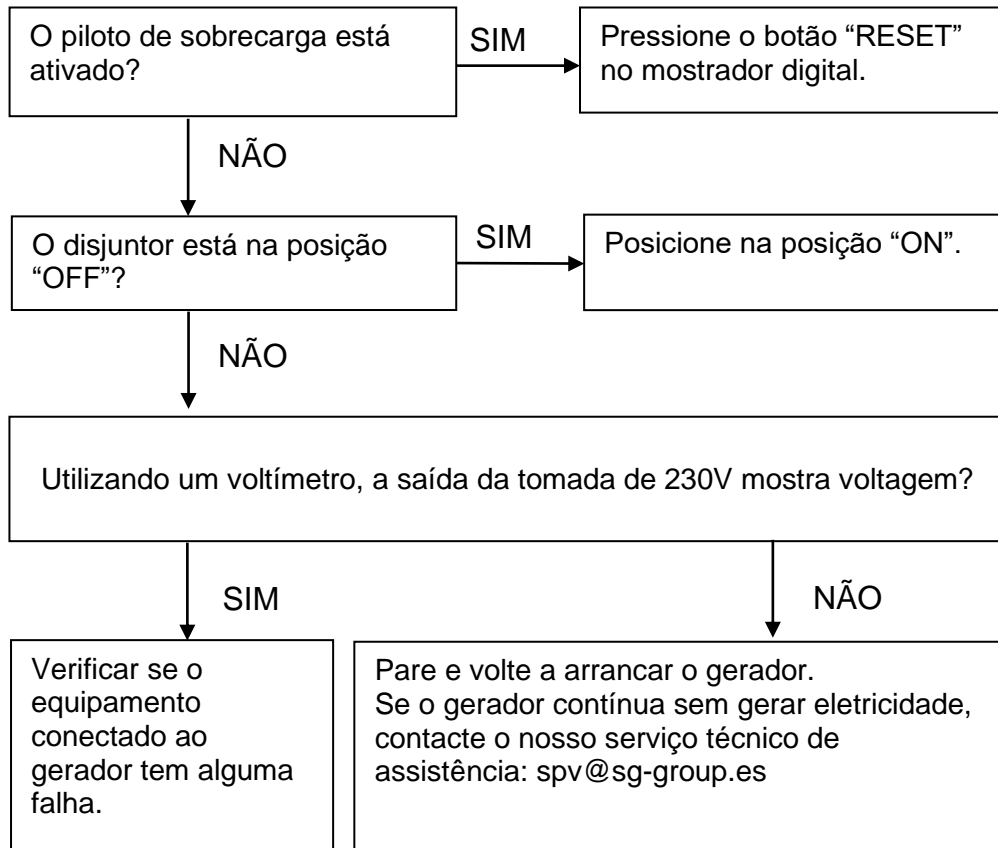 O piloto de sobrecarga está
ativado?
SIM
Pressione o botão “RESET”
no mostrador digital.
NÃO
O disjuntor está na posição
“OFF”?
SIM
Posicione na posição “ON”.
NÃO
Utilizando um voltímetro, a saída da tomada de 230V mostra voltagem?
SIM
NÃO
Verificar se o
equipamento
conectado ao
gerador tem alguma
falha.
Pare e volte a arrancar o gerador.
Se o gerador contínua sem gerar eletricidade,
contacte o nosso serviço técnico de
assistência: spv@sg-group.es